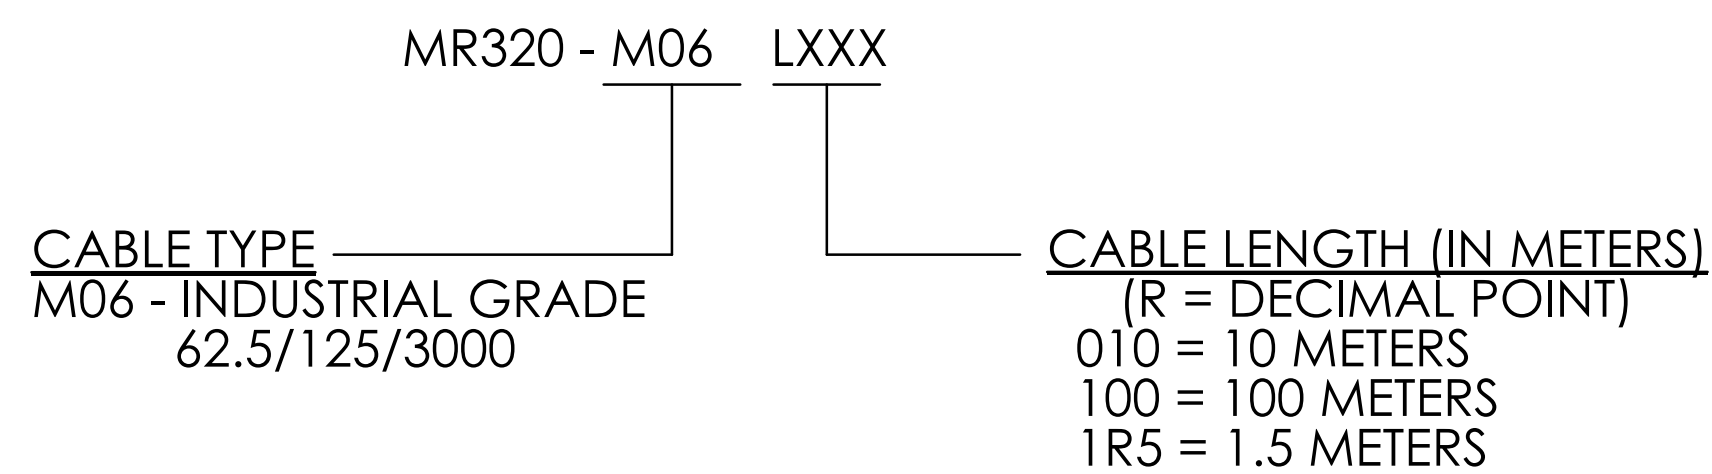 MR320 - M06 LXXX
CABLE TYPE
M06 - INDUSTRIAL GRADE
62.5/125/3000
CABLE LENGTH (IN METERS)
(R = DECIMAL POINT)
010 = 10 METERS
100 = 100 METERS
1R5 = 1.5 METERS